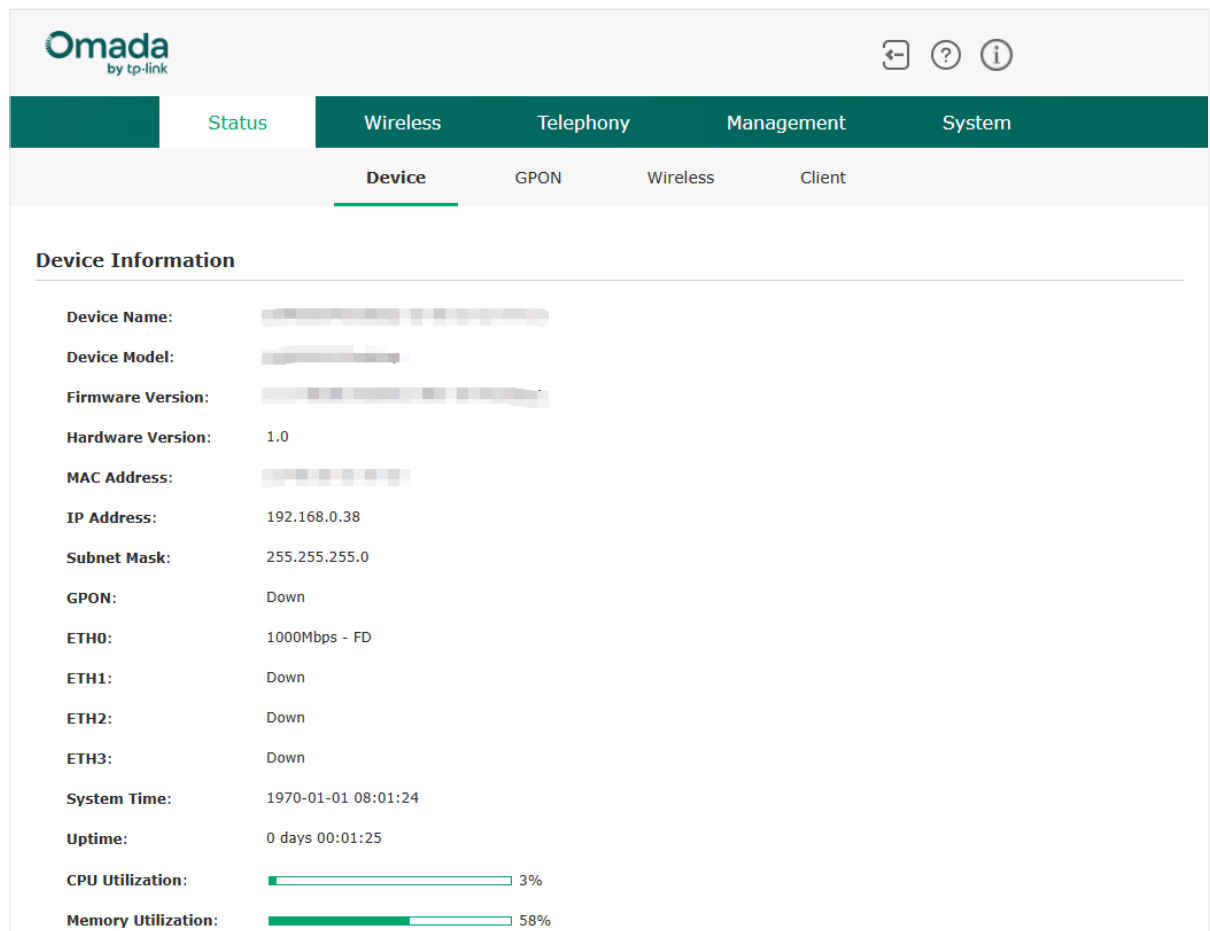 Omada
by tp-link
Status Wireless Telephony Management System
Device GPON Wireless Client
Device Information
Device Name:
Device Model:
Firmware Version:
Hardware Version: 1.0
MAC Address:
IP Address: 192.168.0.38
Subnet Mask: 255.255.255.0
GPON: Down
ETH0: 1000Mbps - FD
ETH1: Down
ETH2: Down
ETH3: Down
System Time: 1970-01-01 08:01:24
Uptime: 0 days 00:01:25
CPU Utilization: 3%
Memory Utilization: 58%